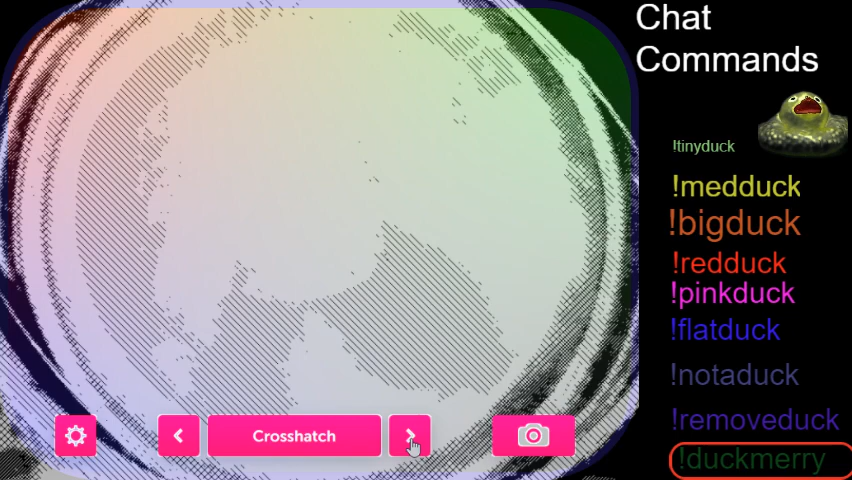 Chat
Commands
!tinyduck
!medduck
!bigduck
!redduck
!pinkduck
!flatduck
!notaduck
!removeduck
!duckmerry
Crosshatch